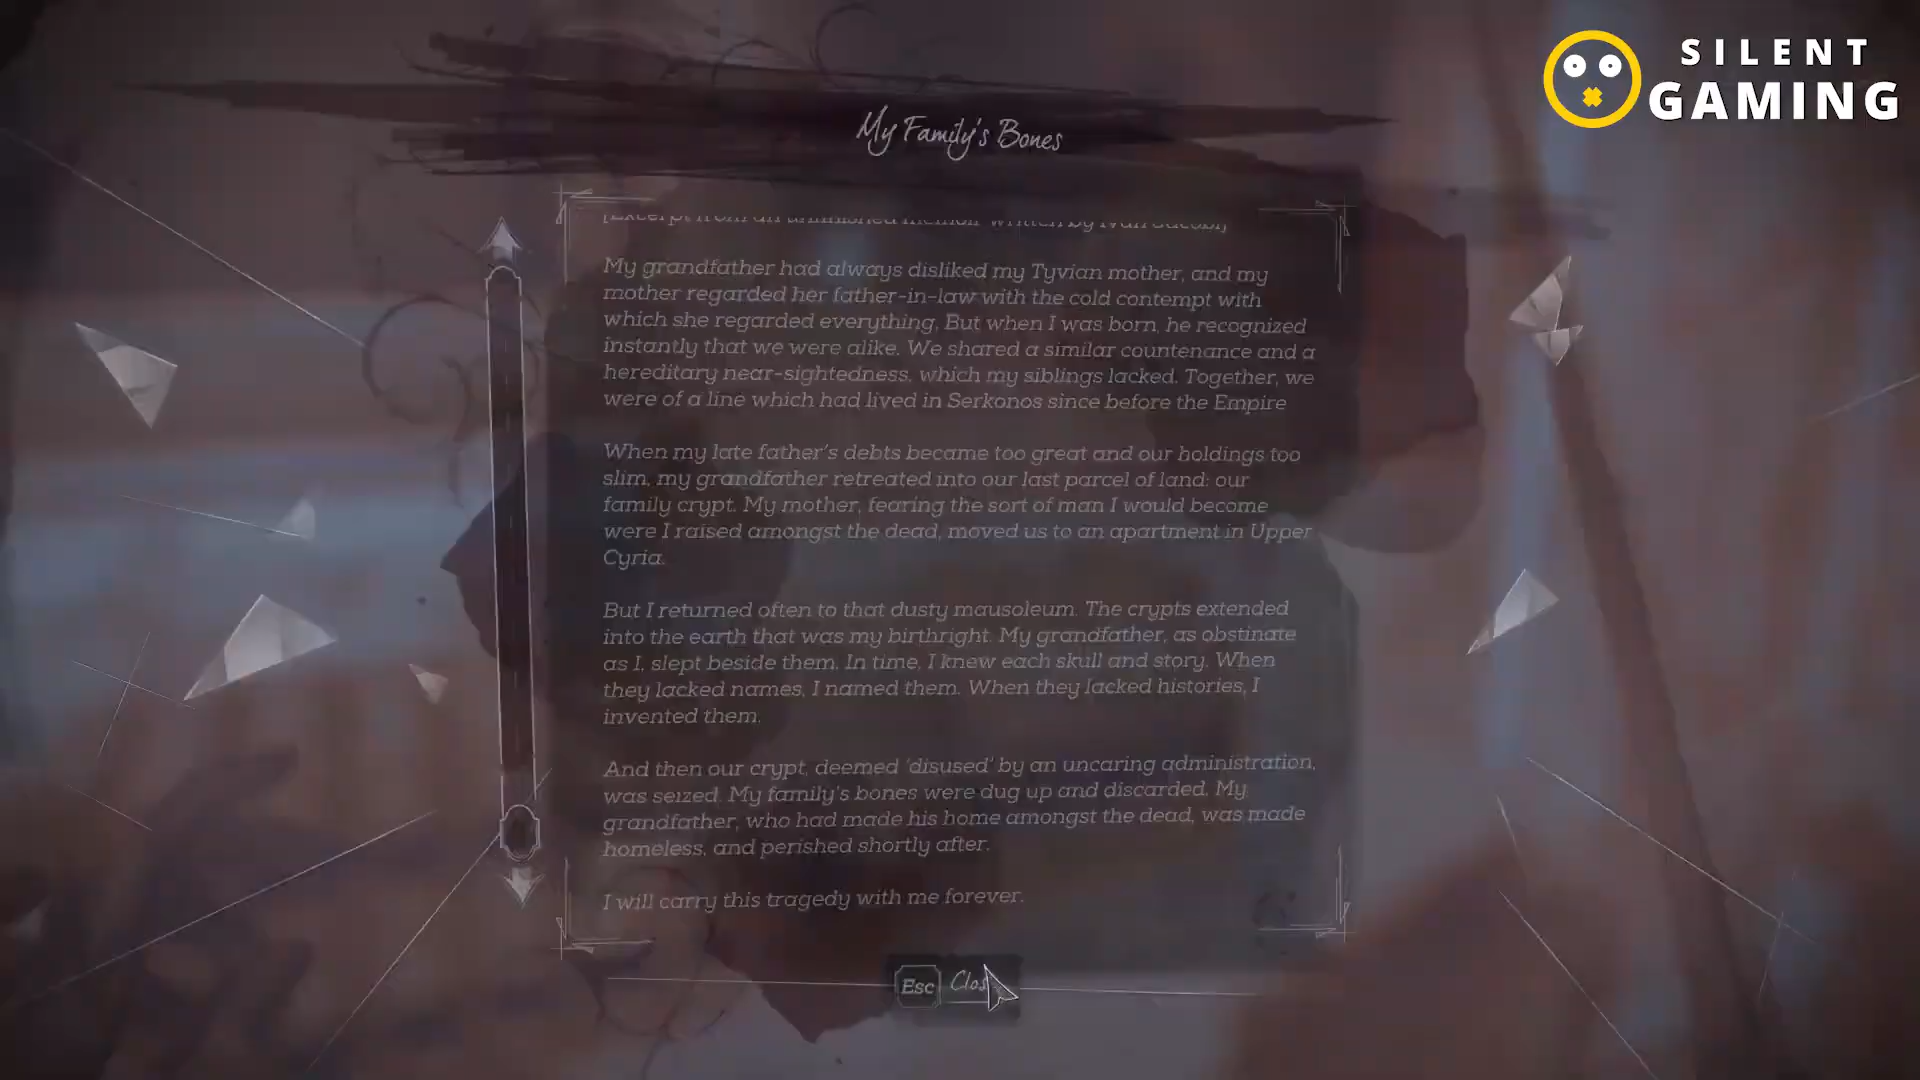 SILENT
GAMING
My Family's Bones
[Excerpt from an unfinished memoir written by Ivan Jacobi]
My grandfather had always disliked my Tyvian mother, and my
mother regarded her father-in-law with the cold contempt with
which she regarded everything. But when I was born, he recognized
instantly that we were alike. We shared a similar countenance and a
hereditary near-sightedness, which my siblings lacked. Together, we
were of a line which had lived in Serkonos since before the Empire
When my late father's debts became too great and our holdings too
slim, my grandfather retreated into our last parcel of land: our
family crypt. My mother, fearing the sort of man I would become
were I raised amongst the dead, moved us to an apartment in Upper
Cyria.
But I returned often to that dusty mausoleum. The crypts extended
into the earth that was my birthright. My grandfather, as obstinate
as I, slept beside them. In time, I knew each skull and story. When
they lacked names, I named them. When they lacked histories, I
invented them.
And then our crypt, deemed 'disused' by an uncaring administration,
was seized. My family's bones were dug up and discarded. My
grandfather, who had made his home amongst the dead, was made
homeless, and perished shortly after.
I will carry this tragedy with me forever.
Esc Clos